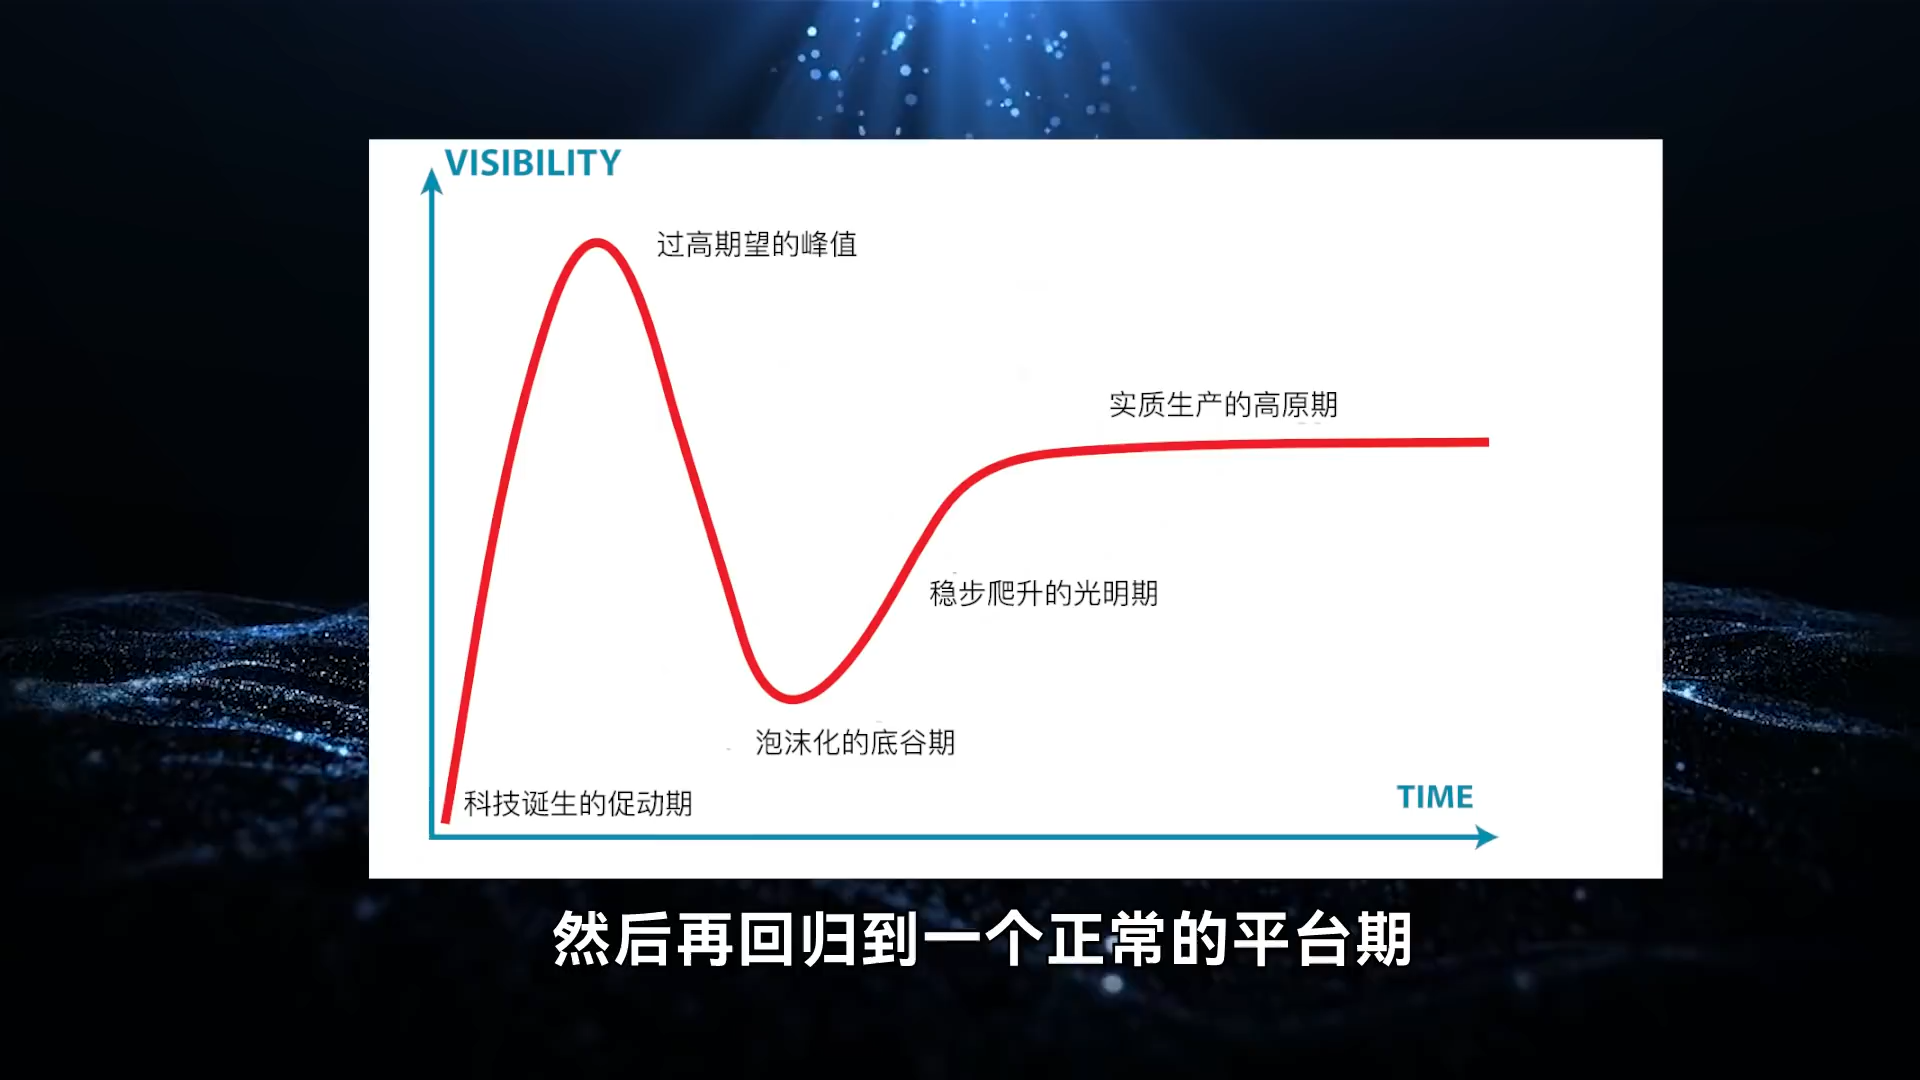 VISIBILITY
过高期望的峰值
实质生产的高原期
稳步爬升的光明期
泡沫化的底谷期
科技诞生的促动期
TIME
然后再回归到一个正常的平台期